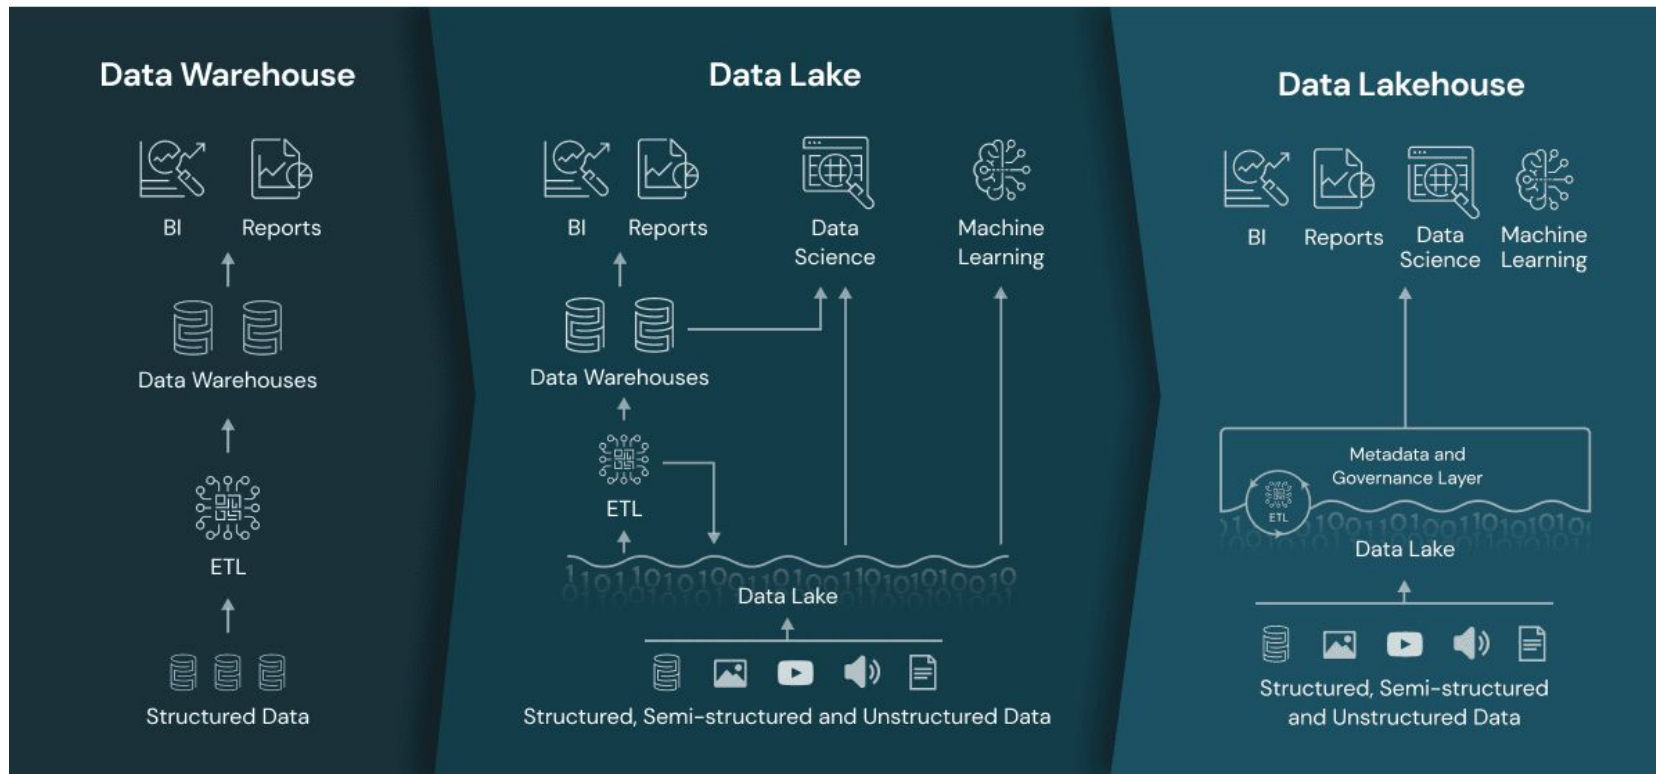 Data Warehouse
BI
Reports
Data Warehouses
ETL
Structured Data
Data Lake
BI
Reports
Data
Science
Machine
Learning
Data Warehouses
ETL
Data Lake
Structured, Semi-structured and Unstructured Data
Data Lakehouse
BI
Reports
Data
Science
Machine
Learning
Metadata and
Governance Layer
ETL
Data Lake
Structured, Semi-structured
and Unstructured Data